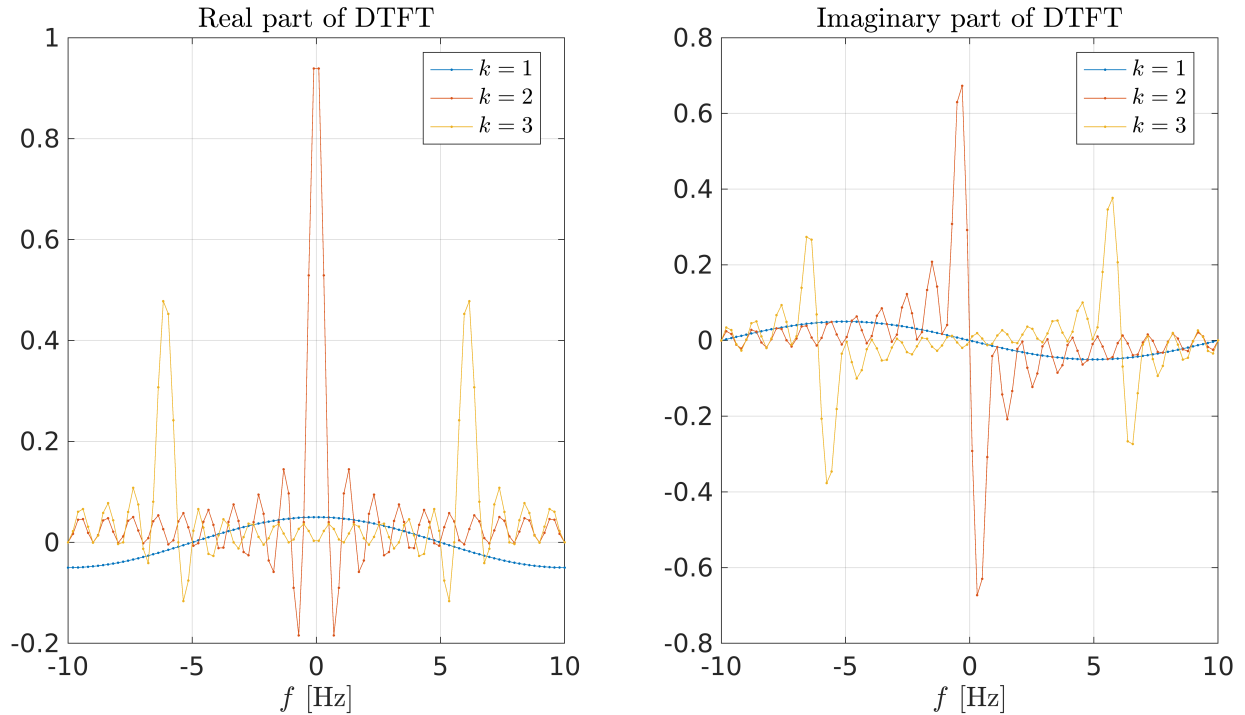 Real part of DTFT
1
0.8
0.6
0.4
0.2
0
-0.2
-10
-5
0
5
10
f [Hz]
k = 1
k = 2
k = 3
Imaginary part of DTFT
0.8
0.6
0.4
0.2
0
-0.2
-0.4
-0.6
-0.8
-10
-5
0
5
10
f [Hz]
k = 1
k = 2
k = 3